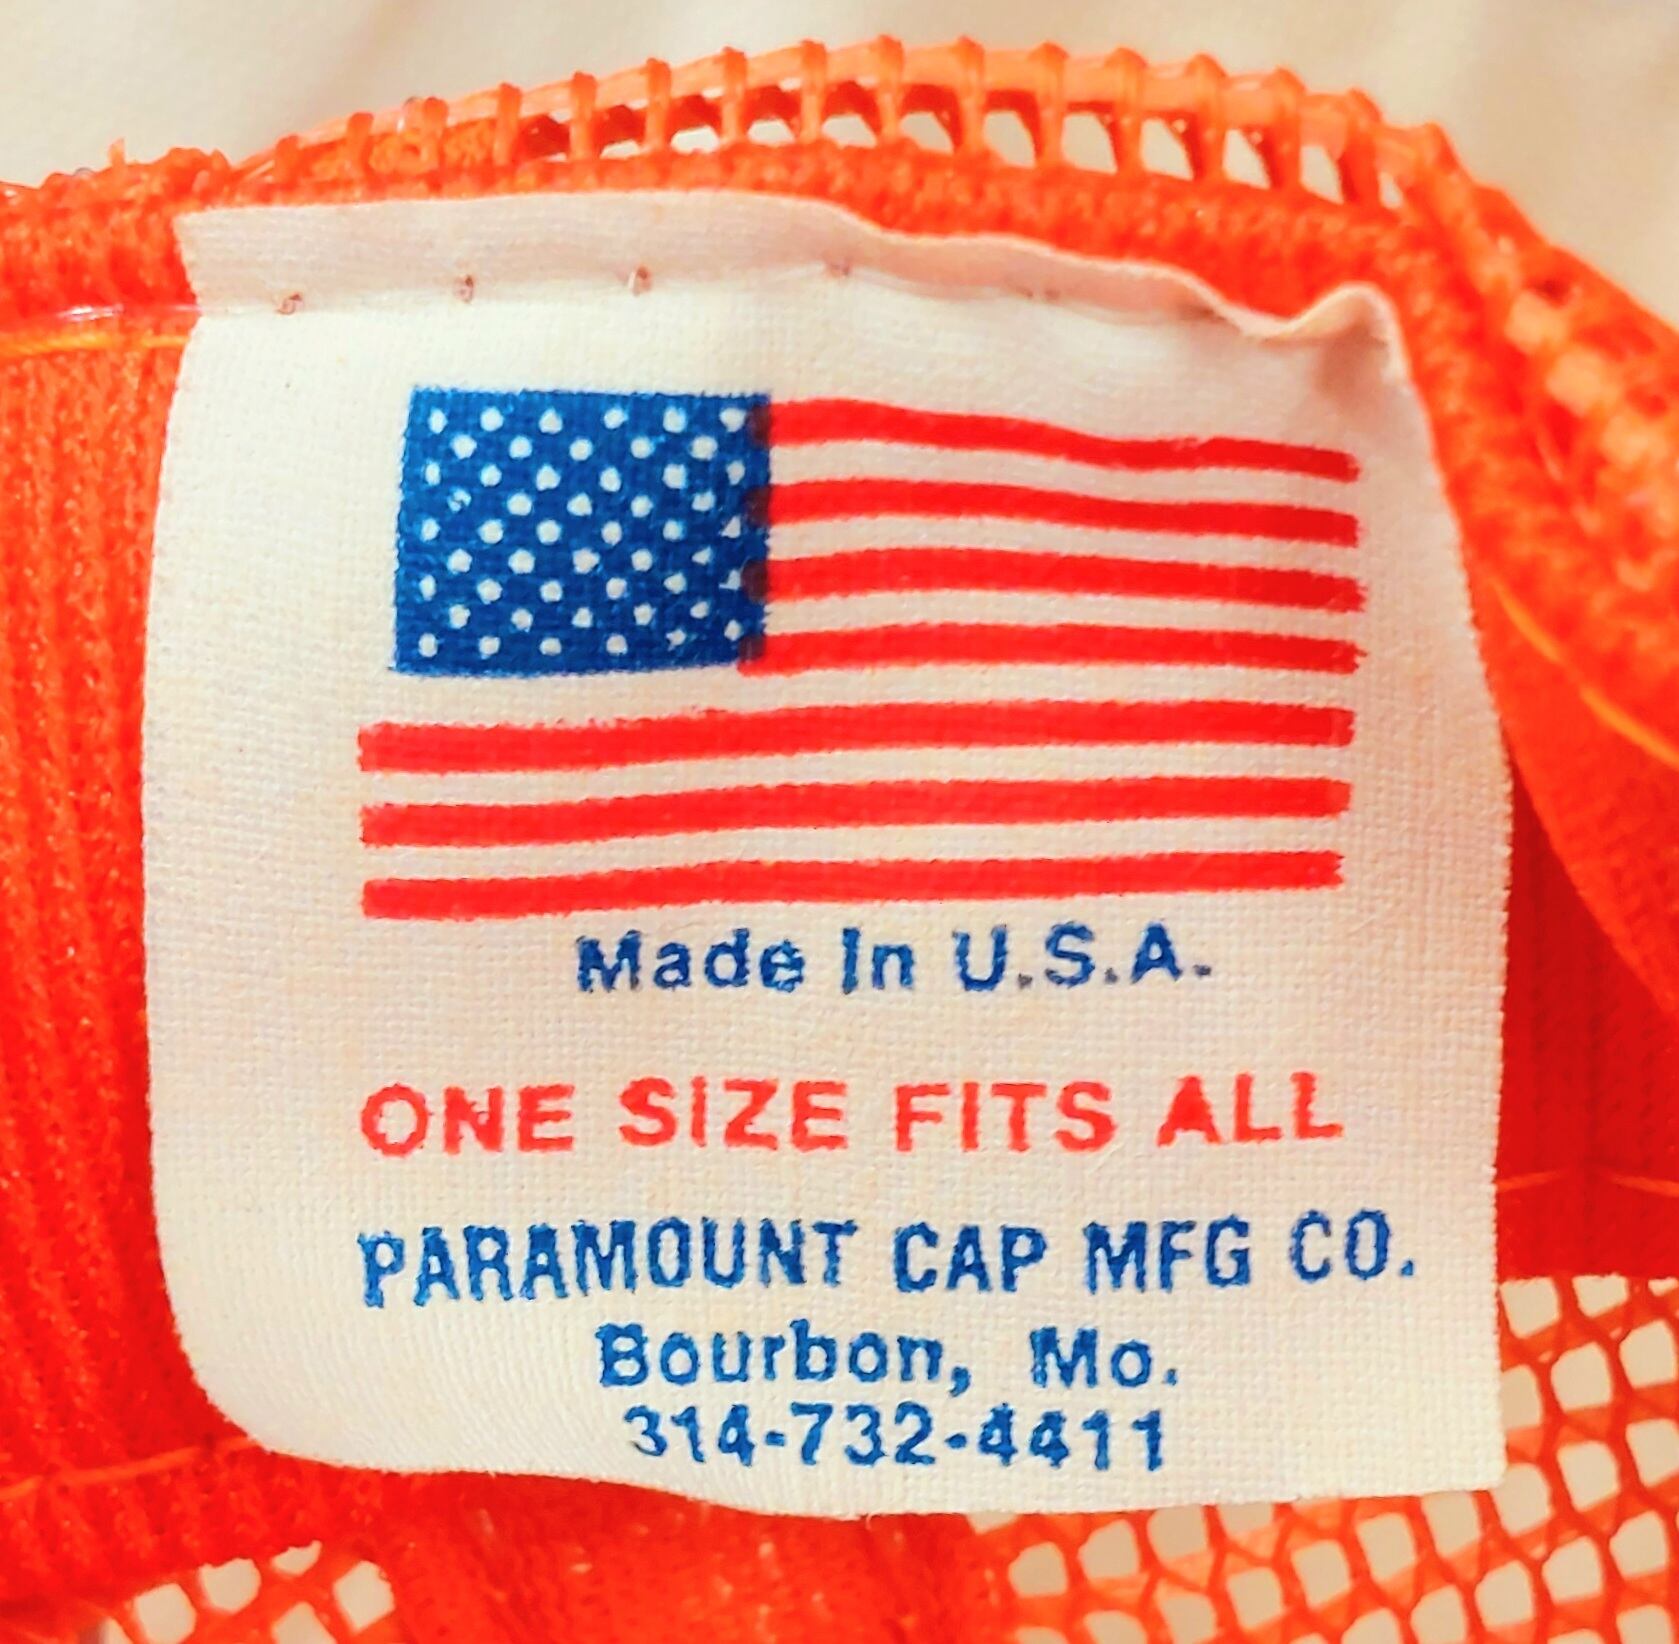 Made In U.S.A.
ONE SIZE FITS ALL
PARAMOUNT CAP MFG CO.
Bourbon, Mo.
314-732-4411